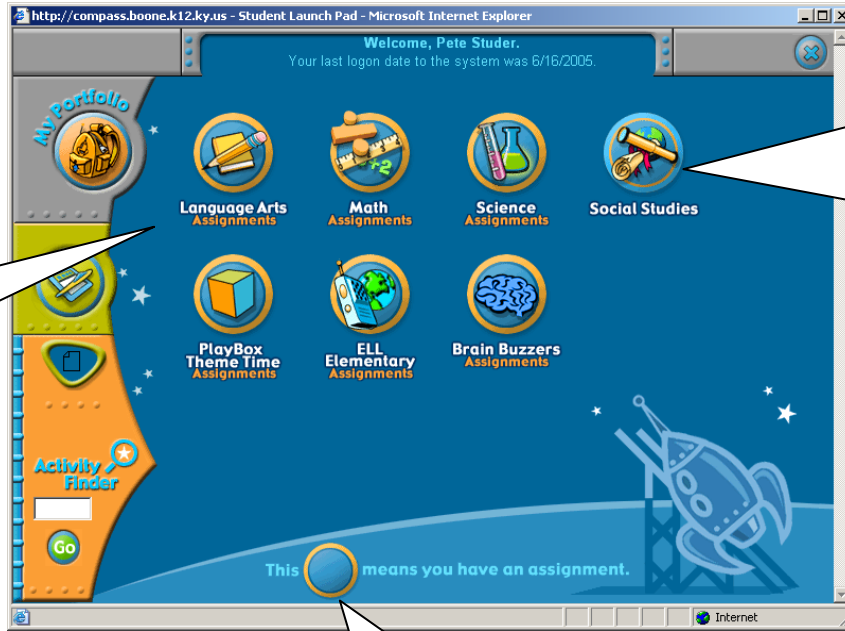 http://compass.boone.k12.ky.us - Student Launch Pad - Microsoft Internet Explorer
Welcome, Pete Studer.
Your last logon date to the system was 6/16/2005.
My Portfolio
Language Arts
Assignments
Math
Assignments
Science
Assignments
Social Studies
PlayBox
Theme Time
Assignments
ELL
Elementary
Assignments
Brain Buzzers
Assignments
+2
Activity
Finder
Go
This means you have an assignment.
Internet